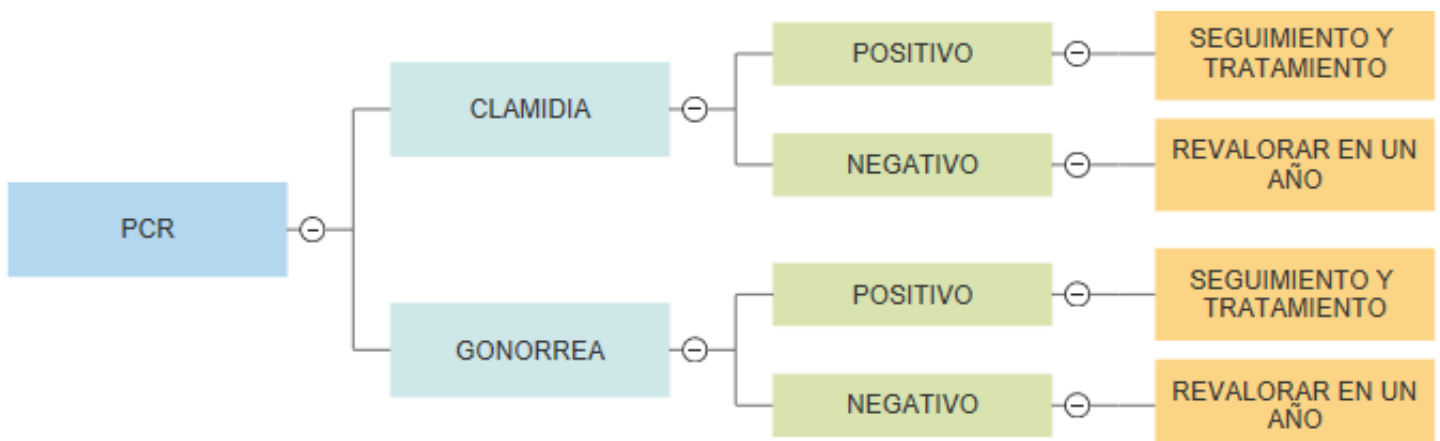 PCR
CLAMIDIA
POSITIVO
SEGUIMIENTO Y
TRATAMIENTO
NEGATIVO
REVALORAR EN UN
AÑO
GONORREA
POSITIVO
SEGUIMIENTO Y
TRATAMIENTO
NEGATIVO
REVALORAR EN UN
AÑO